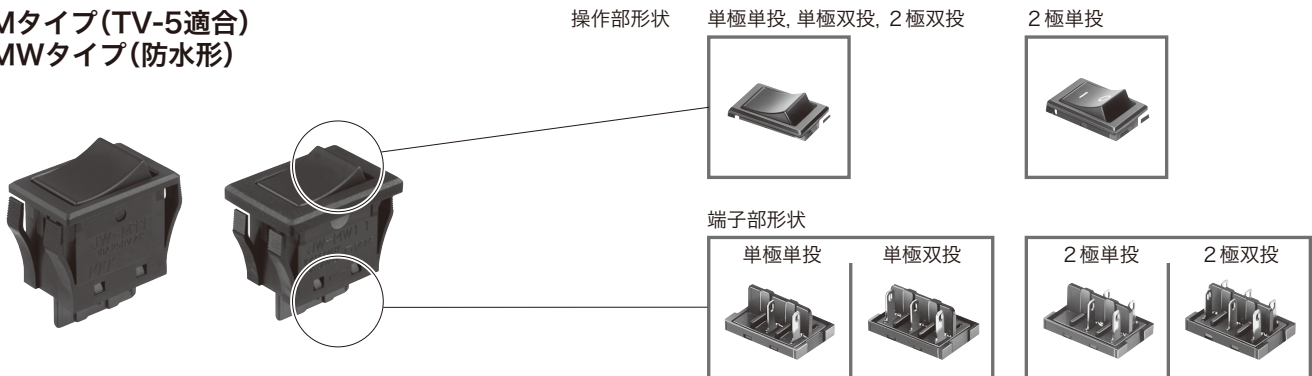 Mタイプ(TV-5適合)
MWタイプ(防水形)
操作部形状 単極単投, 単極双投, 2極双投 2極単投
端子部形状
単極単投 単極双投 2極単投 2極双投